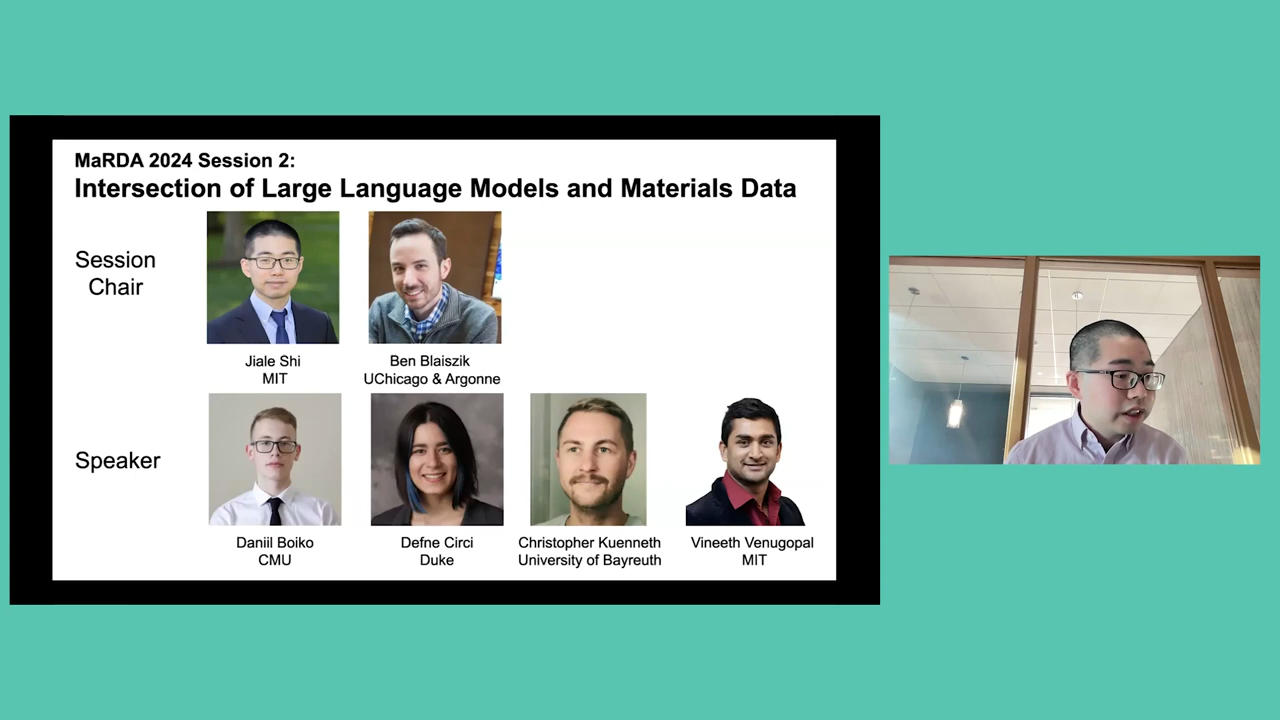 MaRDA 2024 Session 2:
Intersection of Large Language Models and Materials Data
Session
Chair
Jiale Shi
MIT
Ben Blaiszik
UChicago & Argonne
Speaker
Daniil Boiko
CMU
Defne Circi
Duke
Christopher Kuenneth
University of Bayreuth
Vineeth Venugopal
MIT